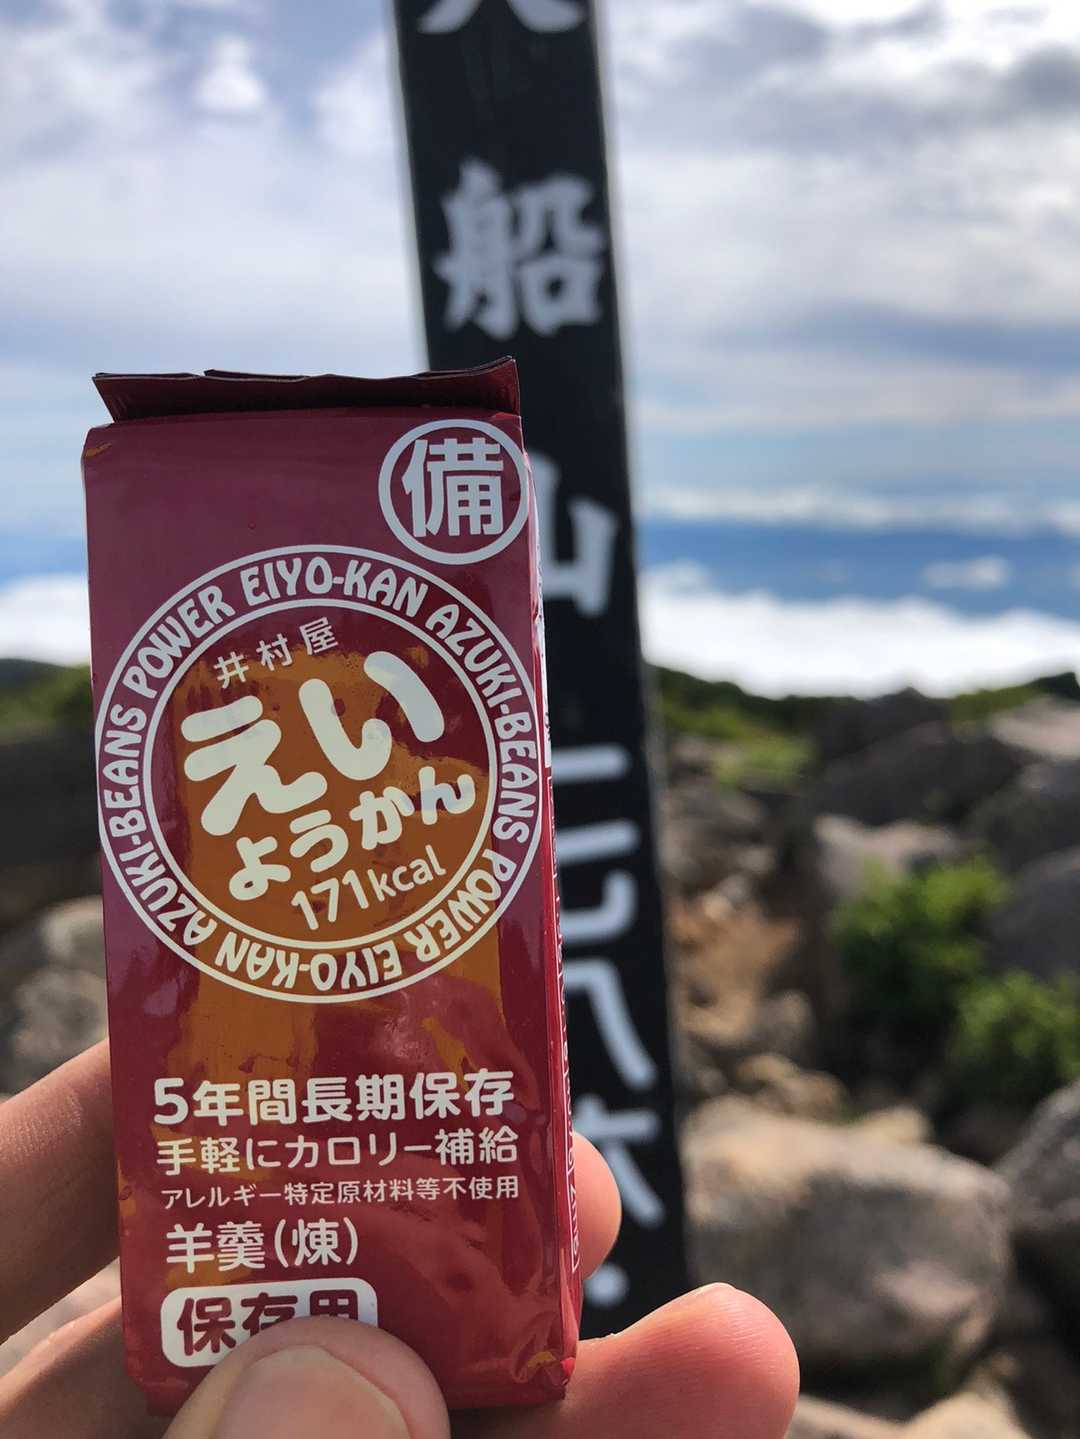 船
山
備
POWER EIYO-KAN AZUKI-BEANS POWER EIYO-KAN AZUKI-BEANS
井村屋
えい
ようかん
171kcal
5年間長期保存
手軽にカロリー補給
アレルギー特定原材料等不使用
羊羹(煉)
保存用